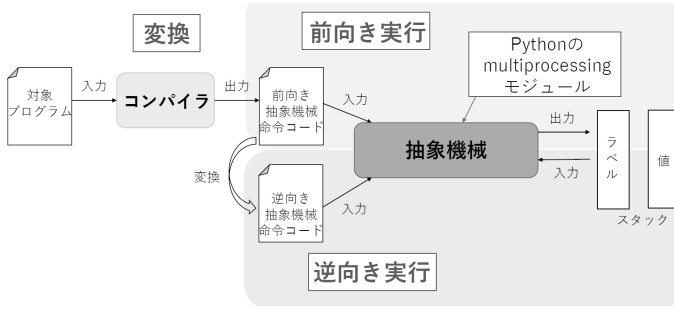 変換
前向き実行
Pythonの
multiprocessing
モジュール
対象
プログラム
入力
コンパイラ
出力
前向き
抽象機械
命令コード
入力
抽象機械
出力
入力
ラベル
値
スタック
変換
逆向き
抽象機械
命令コード
入力
逆向き実行